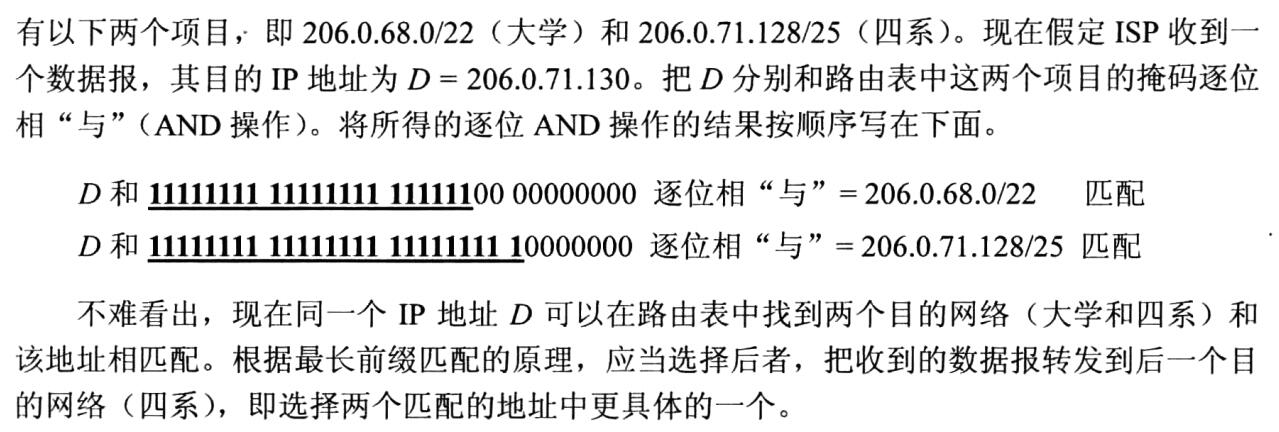 有以下两个项目，即 206.0.68.0/22（大学）和 206.0.71.128/25（四系）。现在假定 ISP 收到一
个数据报，其目的 IP 地址为 D = 206.0.71.130。把 D 分别和路由表中这两个项目的掩码逐位
相“与”（AND 操作）。将所得的逐位 AND 操作的结果按顺序写在下面。
D 和 11111111 11111111 11111100 00000000 逐位相“与”= 206.0.68.0/22 匹配
D 和 11111111 11111111 11111111 10000000 逐位相“与”= 206.0.71.128/25 匹配
不难看出，现在同一个 IP 地址 D 可以在路由表中找到两个目的网络（大学和四系）和
该地址相匹配。根据最长前缀匹配的原理，应当选择后者，把收到的数据报转发到后一个目
的网络（四系），即选择两个匹配的地址中更具体的一个。